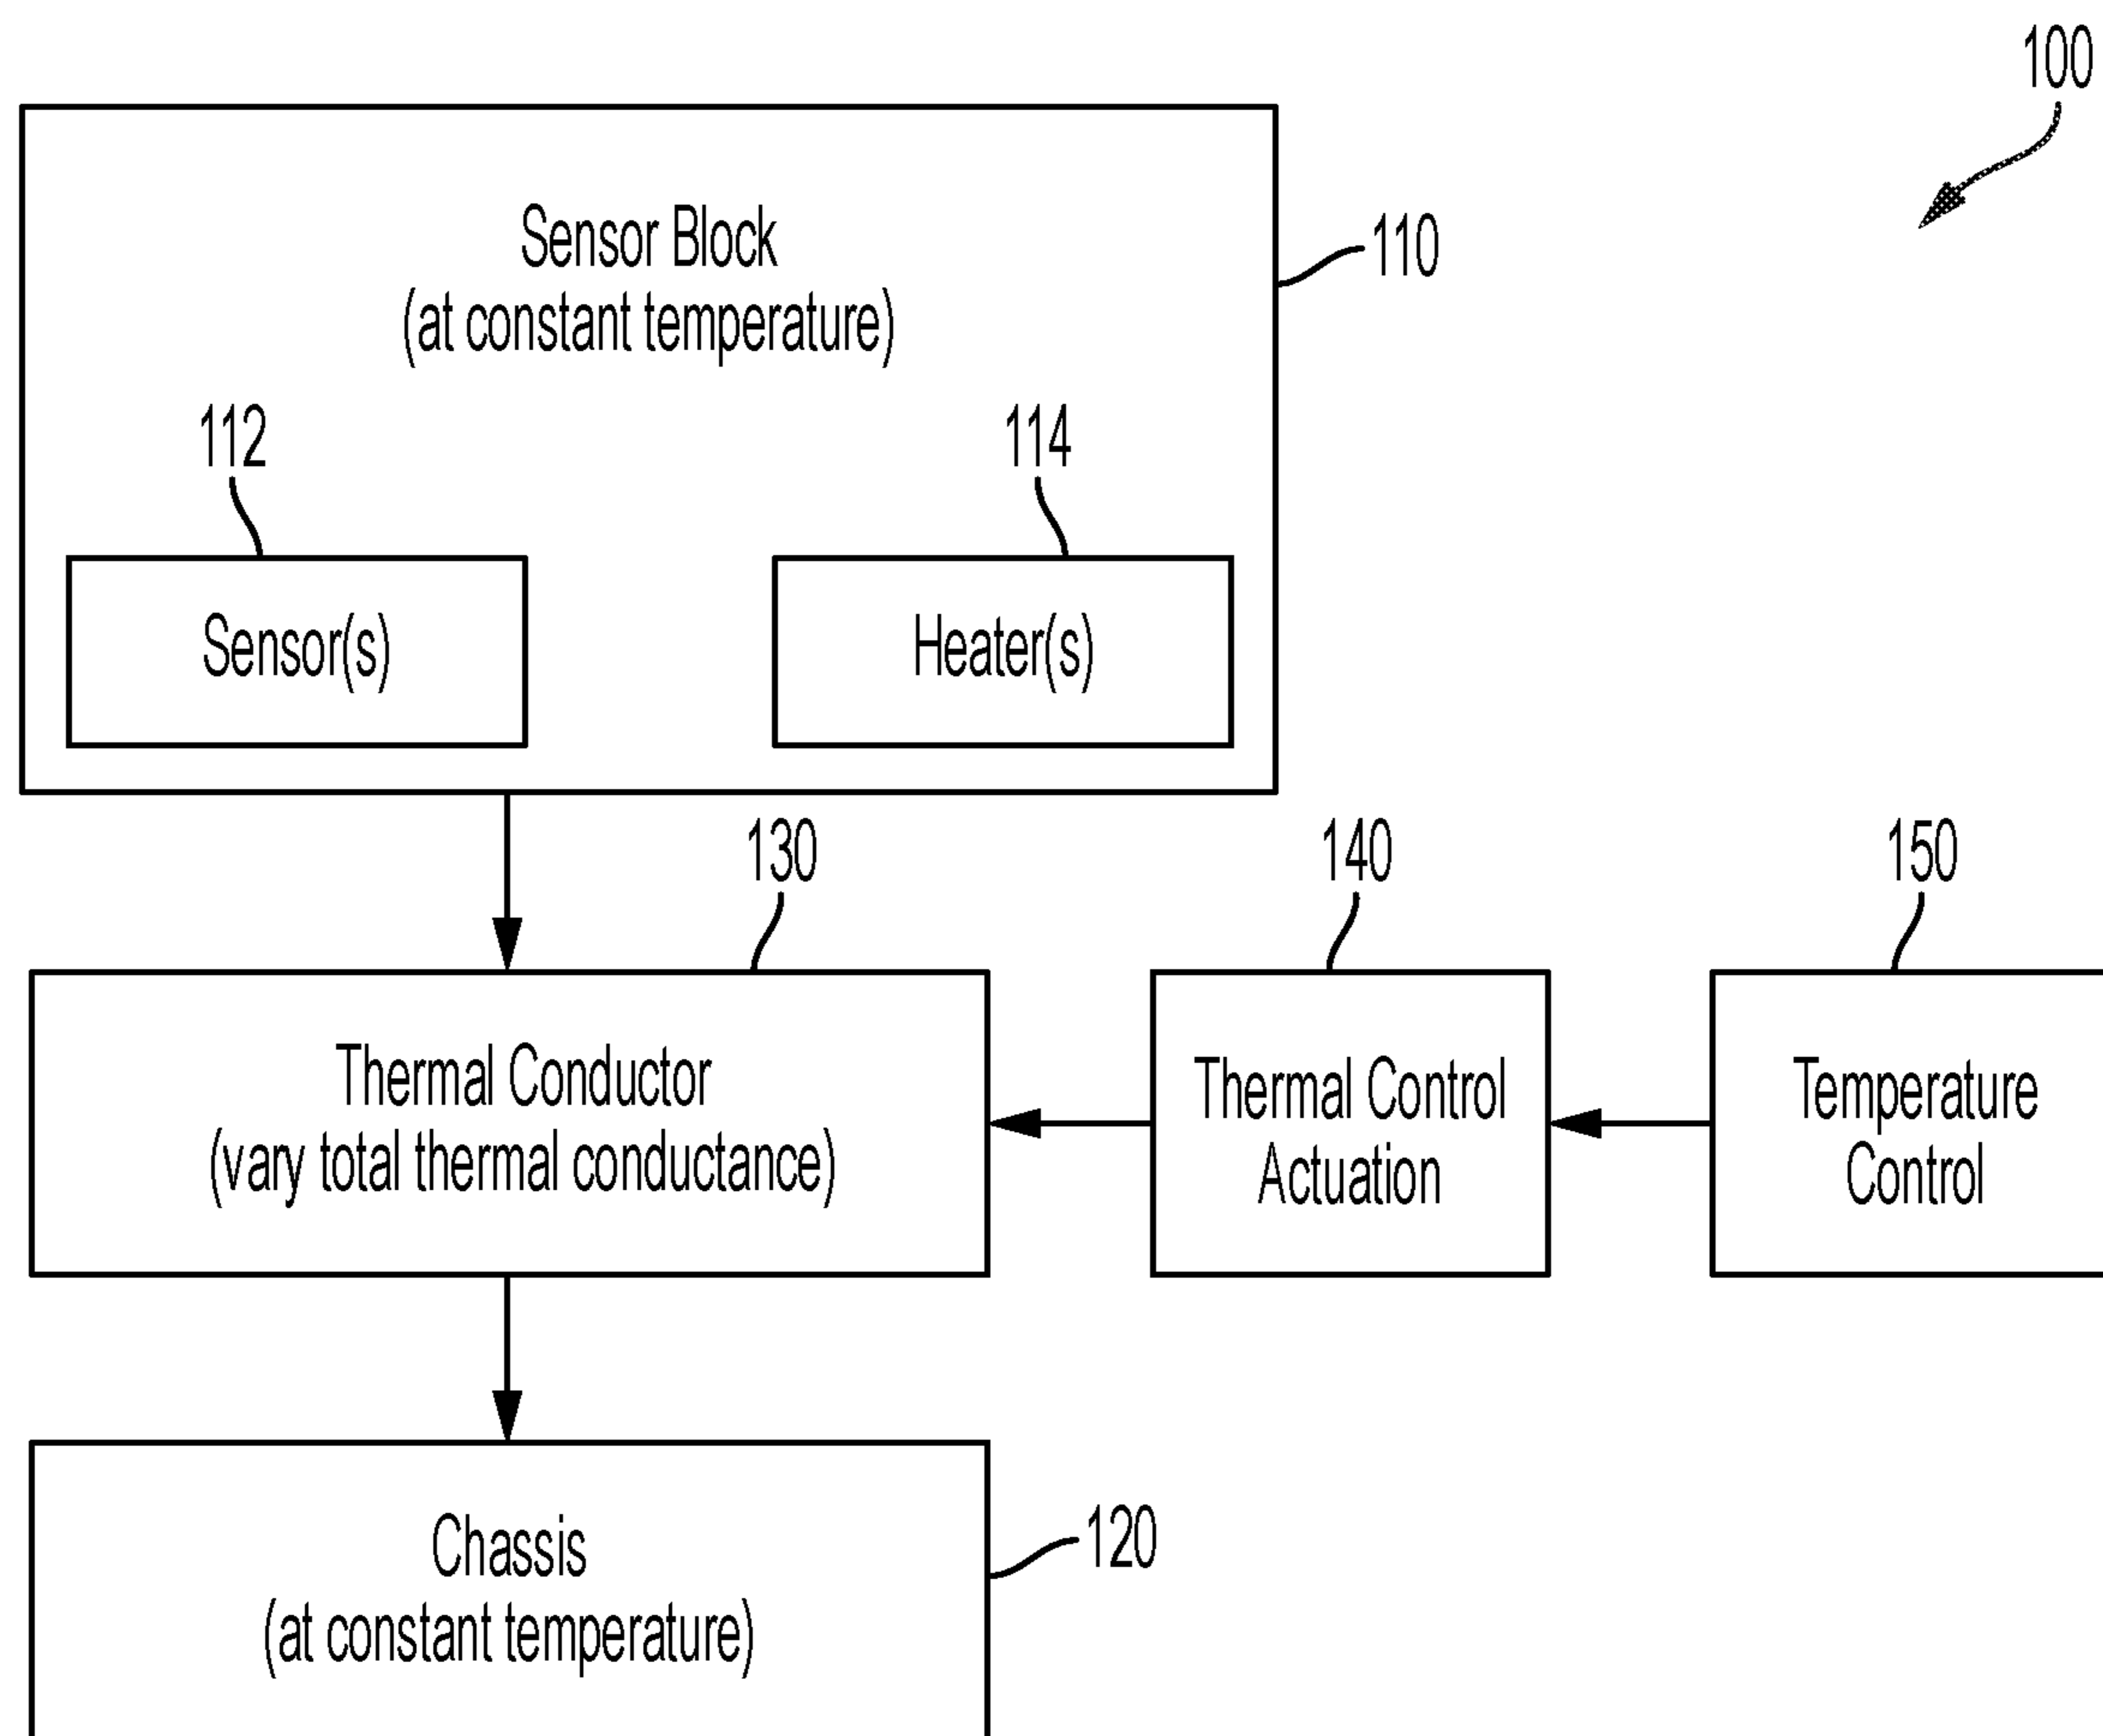 100
Sensor Block
(at constant temperature)
110
112
114
Sensor(s)
Heater(s)
130
140
150
Thermal Conductor
(vary total thermal conductance)
Thermal Control
Actuation
Temperature
Control
Chassis
(at constant temperature)
120